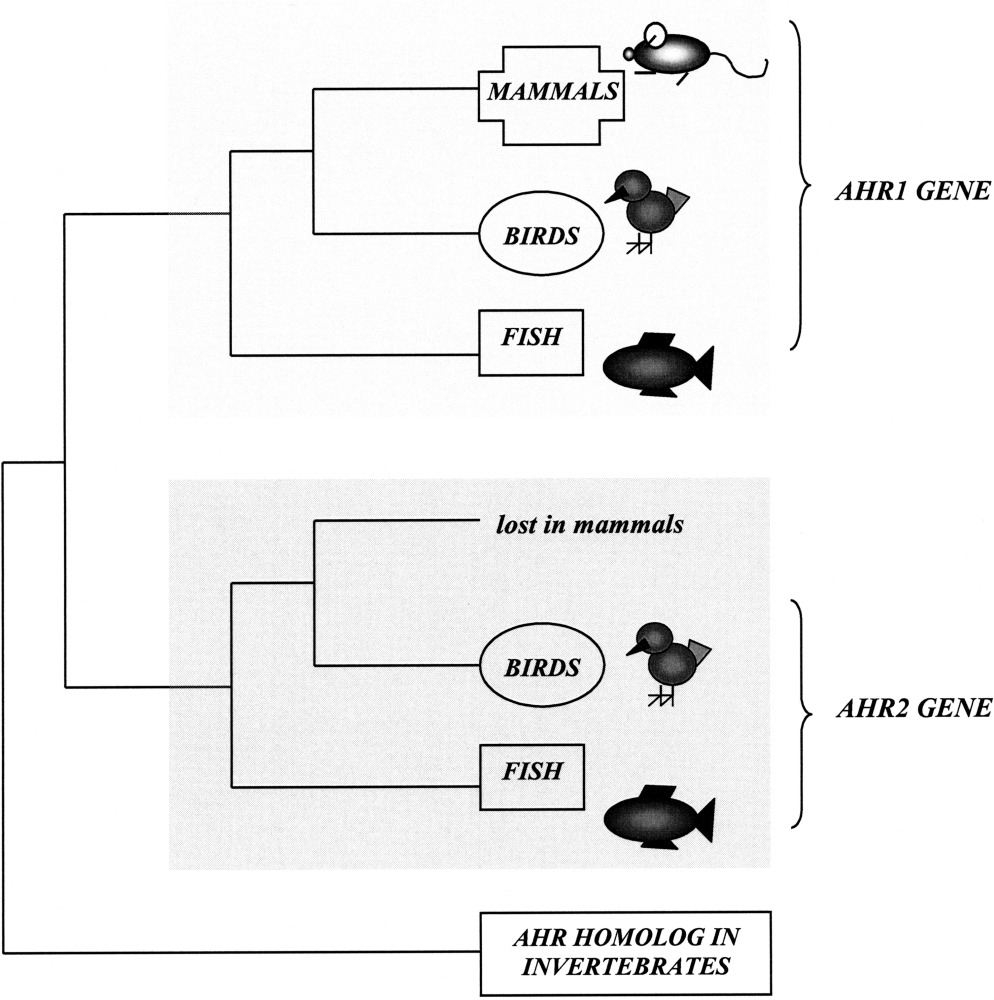 MAMMALS
AHR1 GENE
BIRDS
FISH
lost in mammals
BIRDS
AHR2 GENE
FISH
AHR HOMOLOG IN
INVERTEBRATES